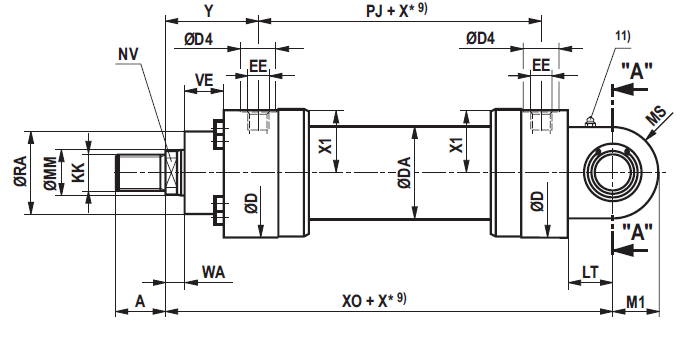 Y
PJ + X* 9)
ØD4
ØD4
11)
NV
EE
EE
"A"
VE
MS
X1
X1
ØRA
ØMM
KK
ØDA
ØD
ØD
"A"
WA
LT
A
XO + X* 9)
M1